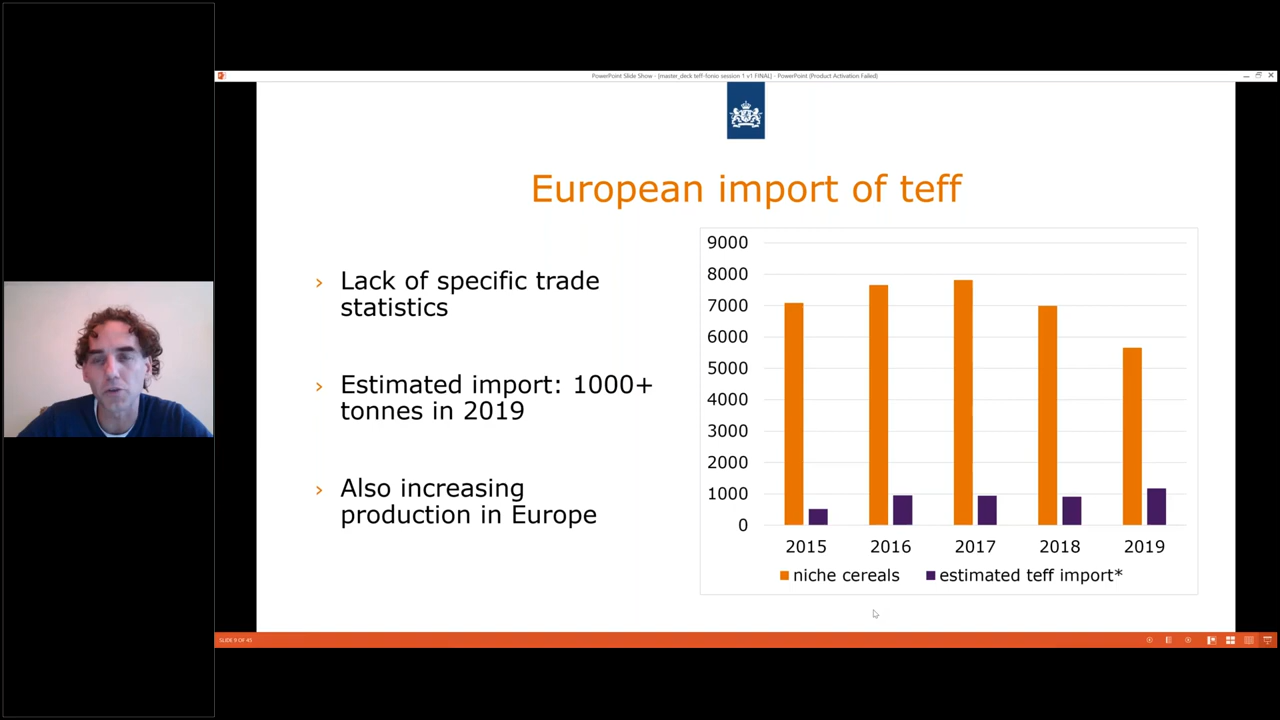 PowerPoint Slide Show - [master_deck teff-fonio session 1 v1 FINAL] - PowerPoint (Product Activation Failed)
European import of teff
› Lack of specific trade
statistics
› Estimated import: 1000+
tonnes in 2019
› Also increasing
production in Europe
9000
8000
7000
6000
5000
4000
3000
2000
1000
0
2015 2016 2017 2018 2019
niche cereals estimated teff import*
SLIDE 9 OF 45